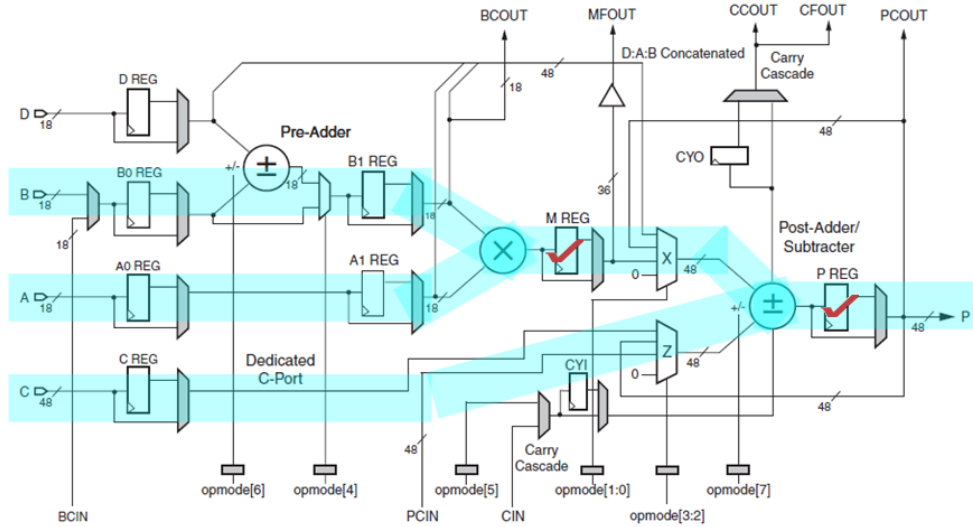 BCOUT
MFOUT
CCOUT
CFOUT
PCOUT
D:A:B Concatenated
Carry
Cascade
48
18
D REG
D
18
Pre-Adder
+/-
±
18
48
CYO
36
B0 REG
B
18
18
B1 REG
18
×
M REG
0
X
48
Post-Adder/
Subtracter
A0 REG
A
18
A1 REG
18
+/-
±
P REG
48
P
C REG
C
48
Dedicated
C-Port
Z
0
48
CYI
48
48
Carry
Cascade
opmode[6]
opmode[4]
opmode[5]
opmode[1:0]
opmode[7]
BCIN
PCIN
CIN
opmode[3:2]